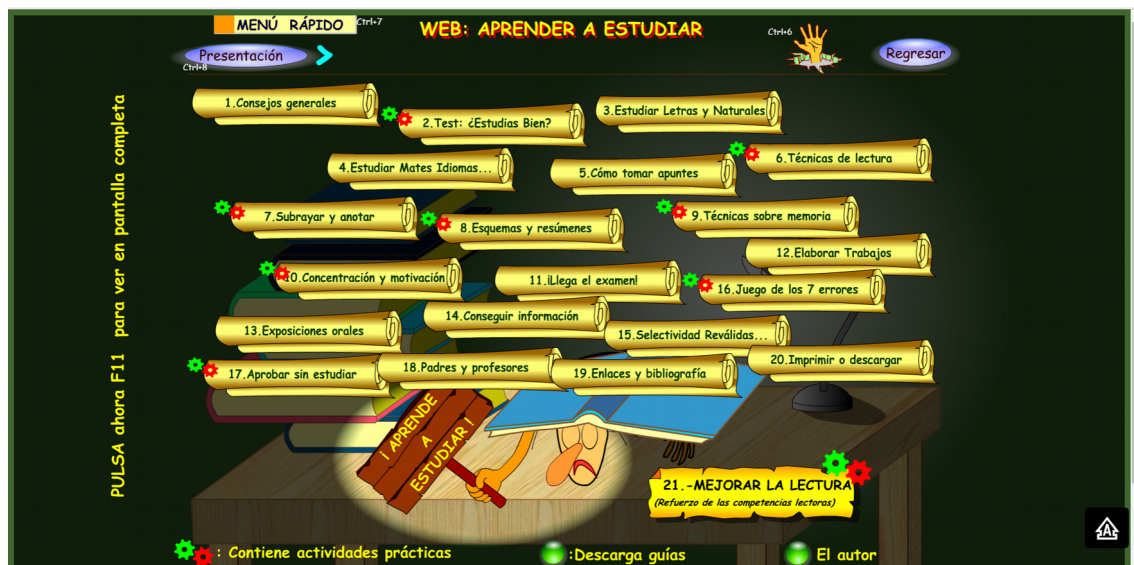 MENÚ RÁPIDO
Ctrl+7
WEB: APRENDER A ESTUDIAR
Ctrl+6
Presentación
Ctrl+8
Regresar
PULSA ahora F11 para ver en pantalla completa
1.Consejos generales
2.Test: ¿Estudias Bien?
3.Estudiar Letras y Naturales
4.Estudiar Mates Idiomas...
5.Cómo tomar apuntes
6.Técnicas de lectura
7.Subrayar y anotar
8.Esquemas y resúmenes
9.Técnicas sobre memoria
10.Concentración y motivación
11.¡Llega el examen!
12.Elaborar Trabajos
13.Exposiciones orales
14.Conseguir información
15.Selectividad Reválidas...
16.Juego de los 7 errores
17.Aprobar sin estudiar
18.Padres y profesores
19.Enlaces y bibliografía
20.Imprimir o descargar
¡ APRENDE
A
ESTUDIAR !
21.-MEJORAR LA LECTURA
(Refuerzo de las competencias lectoras)
: Contiene actividades prácticas
:Descarga guías
El autor
A